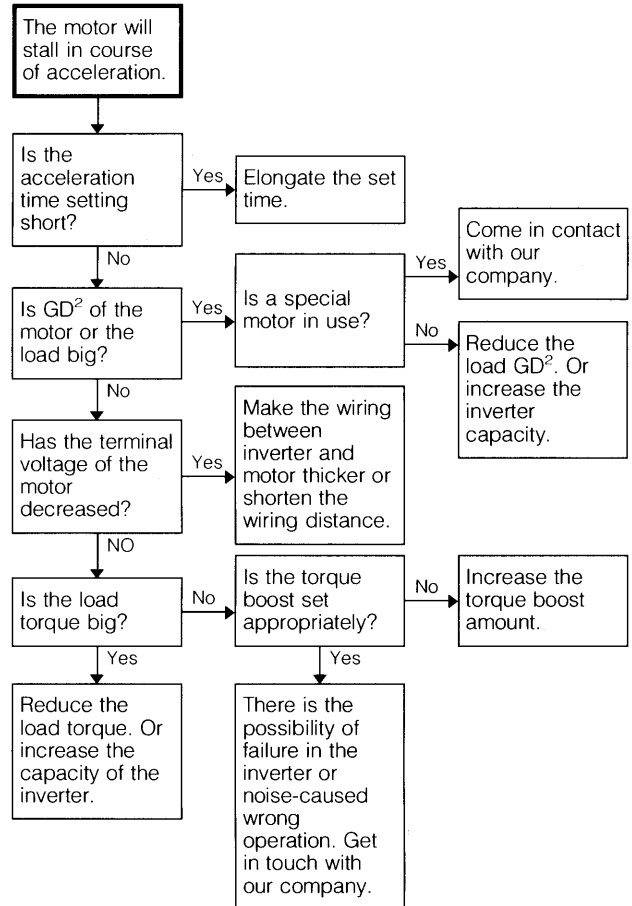 The motor will
stall in course
of acceleration.
Is the
acceleration
time setting
short?
Yes
Elongate the set
time.
No
Is GD² of the
motor or the
load big?
Yes
Is a special
motor in use?
Yes
Come in contact
with our
company.
No
Reduce the
load GD². Or
increase the
inverter
capacity.
No
Has the terminal
voltage of the
motor
decreased?
Yes
Make the wiring
between
inverter and
motor thicker or
shorten the
wiring distance.
NO
Is the load
torque big?
No
Is the torque
boost set
appropriately?
No
Increase the
torque boost
amount.
Yes
Reduce the
load torque. Or
increase the
capacity of the
inverter.
Yes
There is the
possibility of
failure in the
inverter or
noise-caused
wrong
operation. Get
in touch with
our company.